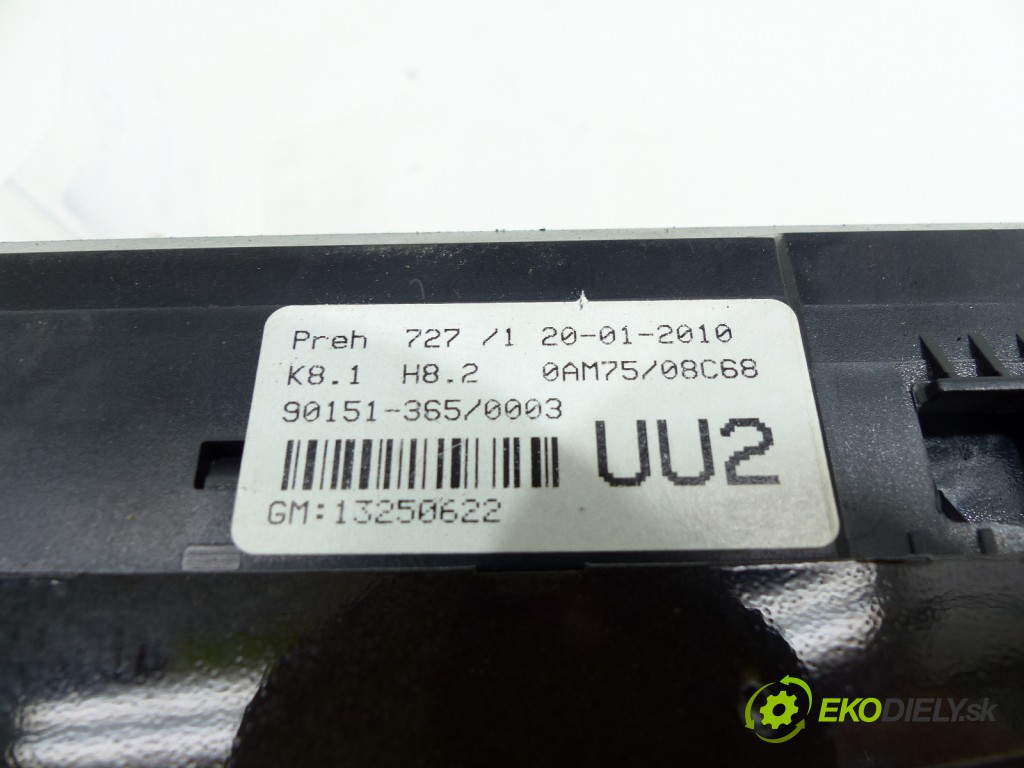 Preh 727 /1 20-01-2010
K8.1 H8.2 0AM75/08C68
90151-365/0003
UU2
GM:13250622
EKODIELY.sk